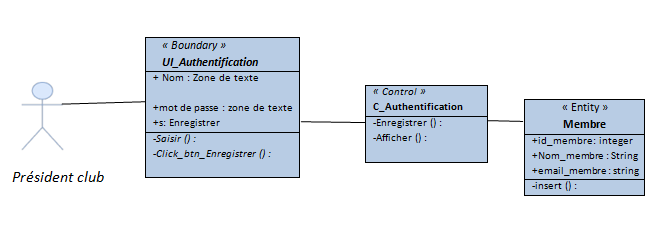 « Boundary »
UI_Authentification
+ Nom : Zone de texte
+mot de passe : zone de texte
+s: Enregistrer
-Saisir () :
-Click_btn_Enregistrer () :
« Control »
C_Authentification
-Enregistrer () :
-Afficher () :
« Entity »
Membre
+id_membre: integer
+Nom_membre : String
+email_membre: string
-insert () :
Président club